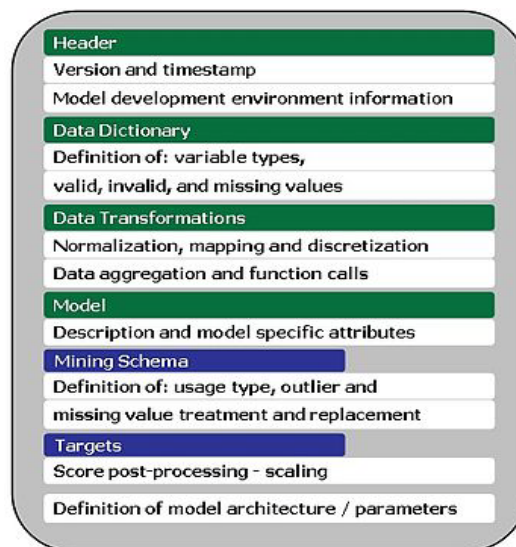 Header
Version and timestamp
Model development environment information
Data Dictionary
Definition of: variable types,
valid, invalid, and missing values
Data Transformations
Normalization, mapping and discretization
Data aggregation and function calls
Model
Description and model specific attributes
Mining Schema
Definition of: usage type, outlier and
missing value treatment and replacement
Targets
Score post-processing - scaling
Definition of model architecture / parameters